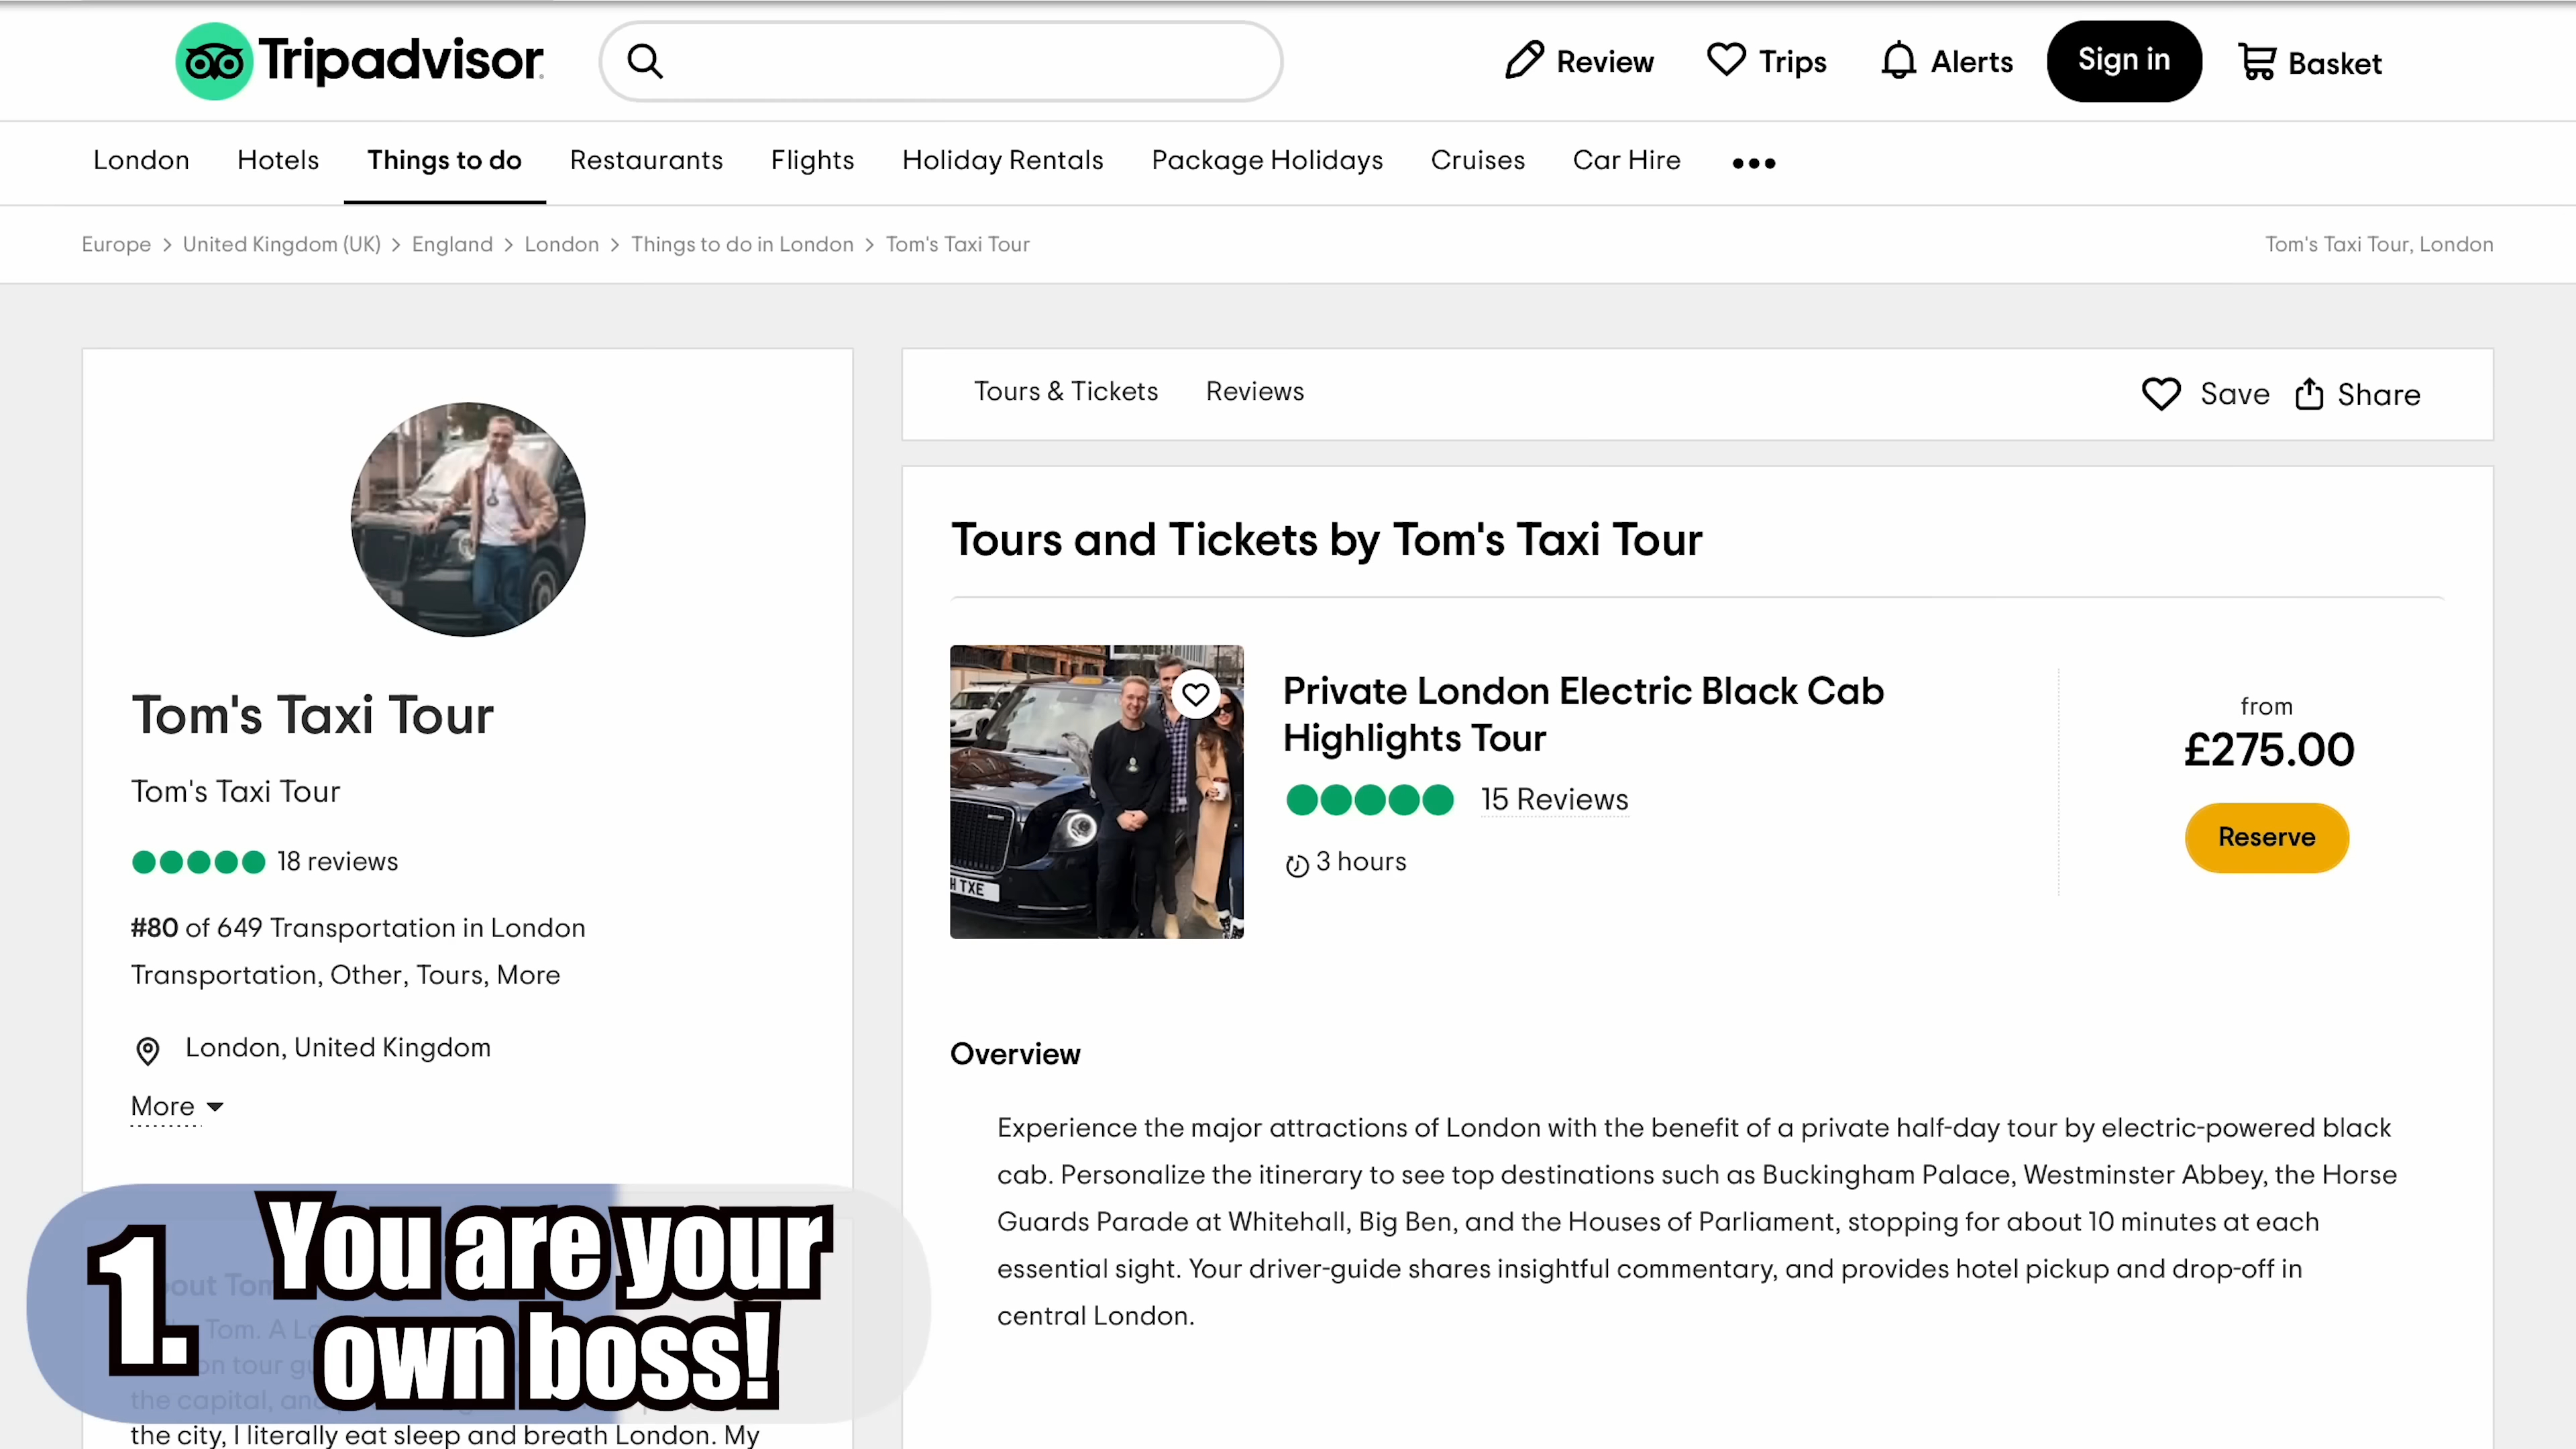 Tripadvisor
Review
Trips
Alerts
Sign in
Basket
London
Hotels
Things to do
Restaurants
Flights
Holiday Rentals
Package Holidays
Cruises
Car Hire
Europe > United Kingdom (UK) > England > London > Things to do in London > Tom's Taxi Tour
Tom's Taxi Tour, London
Tours & Tickets
Reviews
Save
Share
Tom's Taxi Tour
Tom's Taxi Tour
18 reviews
#80 of 649 Transportation in London
Transportation, Other, Tours, More
London, United Kingdom
More
Tours and Tickets by Tom's Taxi Tour
Private London Electric Black Cab
Highlights Tour
15 Reviews
3 hours
H TXE
from
£275.00
Reserve
Overview
Experience the major attractions of London with the benefit of a private half-day tour by electric-powered black
cab. Personalize the itinerary to see top destinations such as Buckingham Palace, Westminster Abbey, the Horse
Guards Parade at Whitehall, Big Ben, and the Houses of Parliament, stopping for about 10 minutes at each
essential sight. Your driver-guide shares insightful commentary, and provides hotel pickup and drop-off in
central London.
1. You are your
own boss!
Tom. A
tour
the capital,
the city, I literally eat sleep and breath London. My